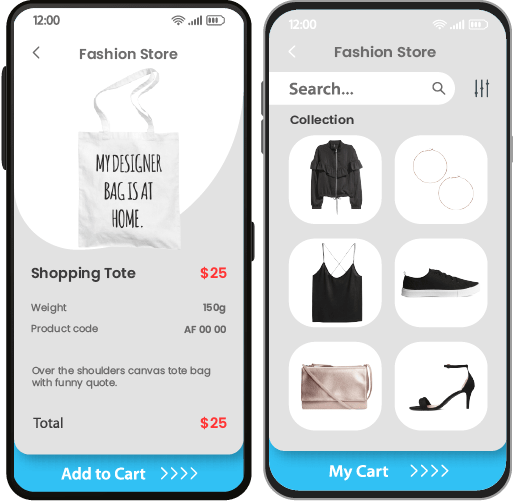 12:00
Fashion Store
MY DESIGNER
BAG IS AT
HOME.
Shopping Tote $25
Weight 150g
Product code AF 00 00
Over the shoulders canvas tote bag
with funny quote.
Total $25
Add to Cart
12:00
Fashion Store
Search...
Collection
My Cart